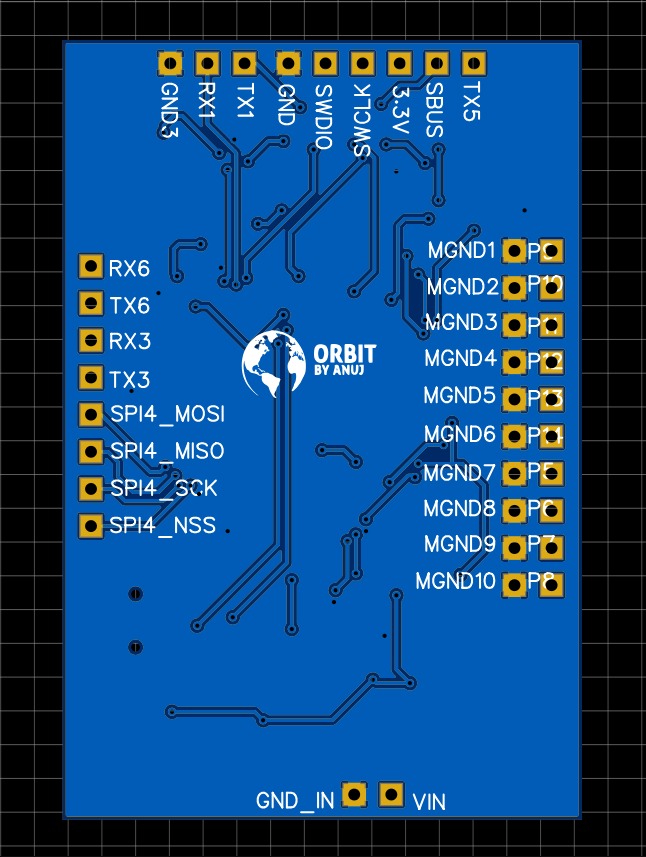 GND3
RX1
TX1
GND
SWDIO
SWCLK
3.3V
SBUS
TX5
MGND1 P9
RX6
MGND2 P10
TX6
MGND3 P11
RX3
ORBIT
BY ANUJ
MGND4 P12
TX3
MGND5 P13
SPI4_MOSI
MGND6 P14
SPI4_MISO
MGND7 P5
SPI4_SCK
MGND8 P6
SPI4_NSS
MGND9 P7
MGND10 P8
GND_IN
VIN